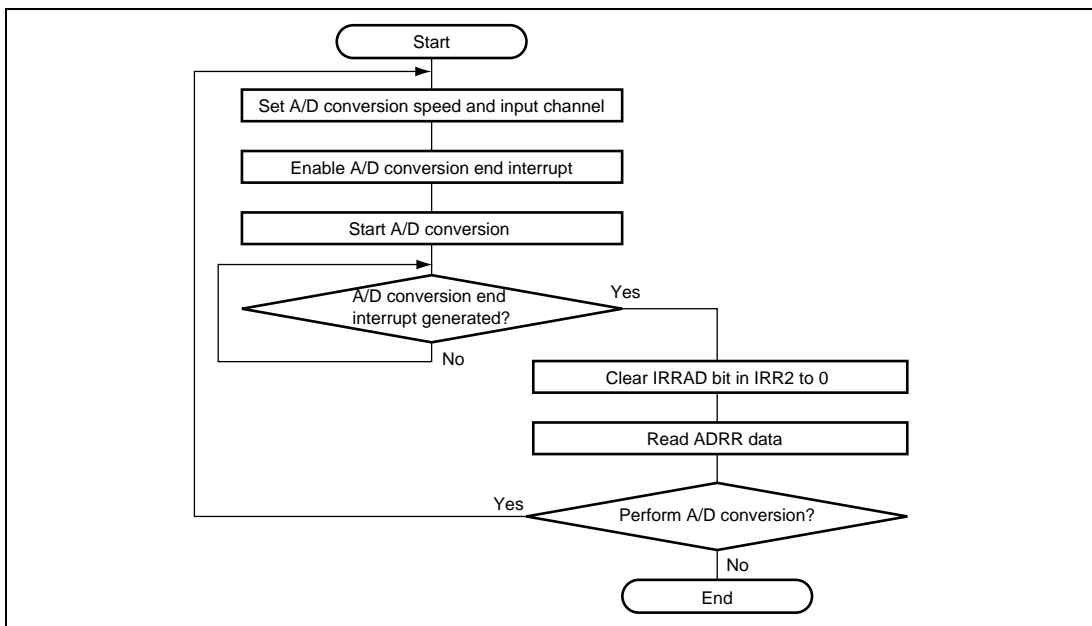 Start
Set A/D conversion speed and input channel
Enable A/D conversion end interrupt
Start A/D conversion
A/D conversion end
interrupt generated?
Yes
No
Clear IRRAD bit in IRR2 to 0
Read ADRR data
Yes
Perform A/D conversion?
No
End